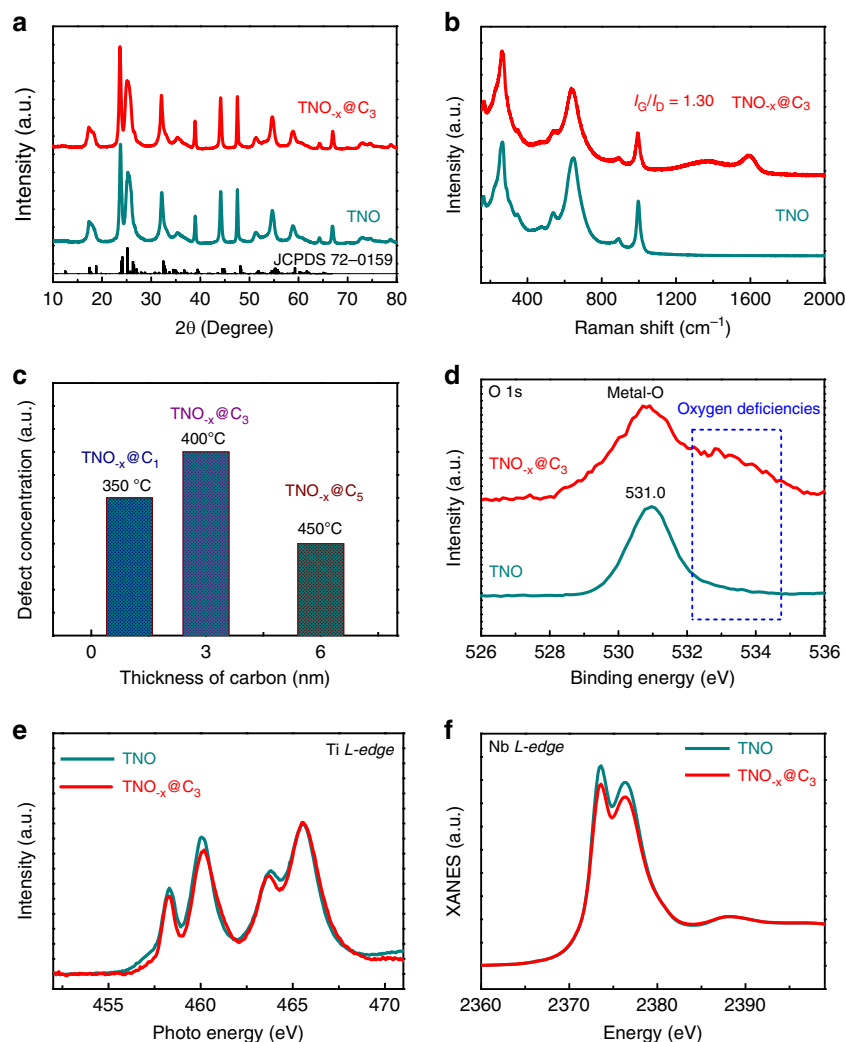 a
Intensity (a.u.)
TNO-x@C3
TNO
JCPDS 72–0159
10 20 30 40 50 60 70 80
2θ (Degree)
b
Intensity (a.u.)
IG/ID = 1.30
TNO-x@C3
TNO
400 800 1200 1600 2000
Raman shift (cm–1)
c
Defect concentration (a.u.)
TNO-x@C1
350 °C
TNO-x@C3
400°C
TNO-x@C5
450°C
0 3 6
Thickness of carbon (nm)
d
Intensity (a.u.)
O 1s
Metal-O
Oxygen deficiencies
TNO-x@C3
531.0
TNO
526 528 530 532 534 536
Binding energy (eV)
e
Intensity (a.u.)
TNO
TNO-x@C3
Ti L-edge
455 460 465 470
Photo energy (eV)
f
XANES (a.u.)
Nb L-edge
TNO
TNO-x@C3
2360 2370 2380 2390
Energy (eV)